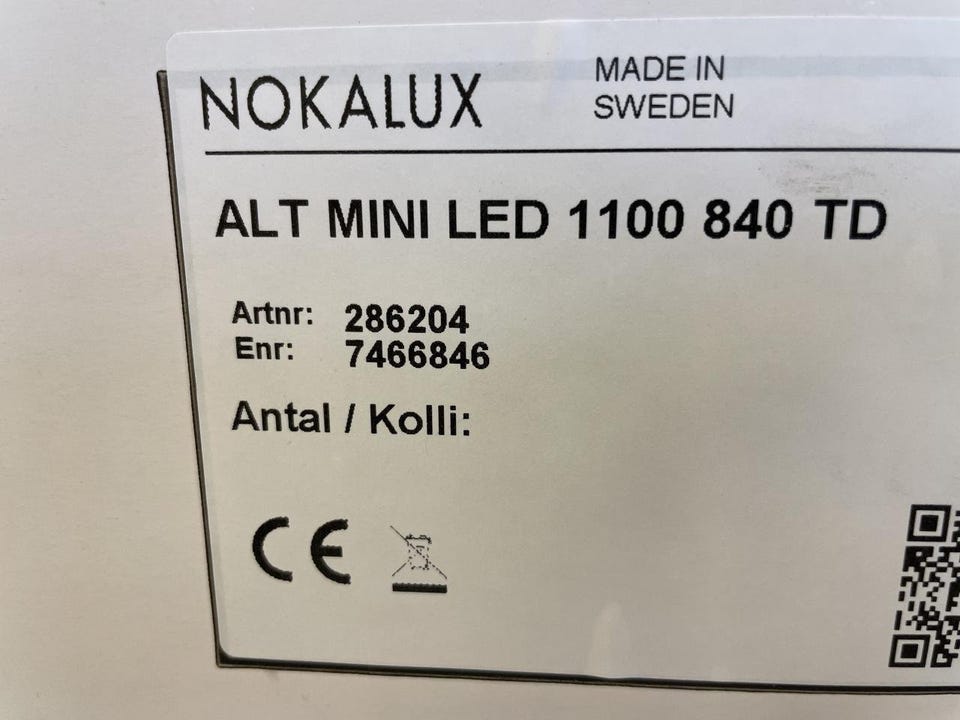 NOKALUX
MADE IN
SWEDEN
ALT MINI LED 1100 840 TD
Artnr: 286204
Enr: 7466846
Antal / Kolli:
CE